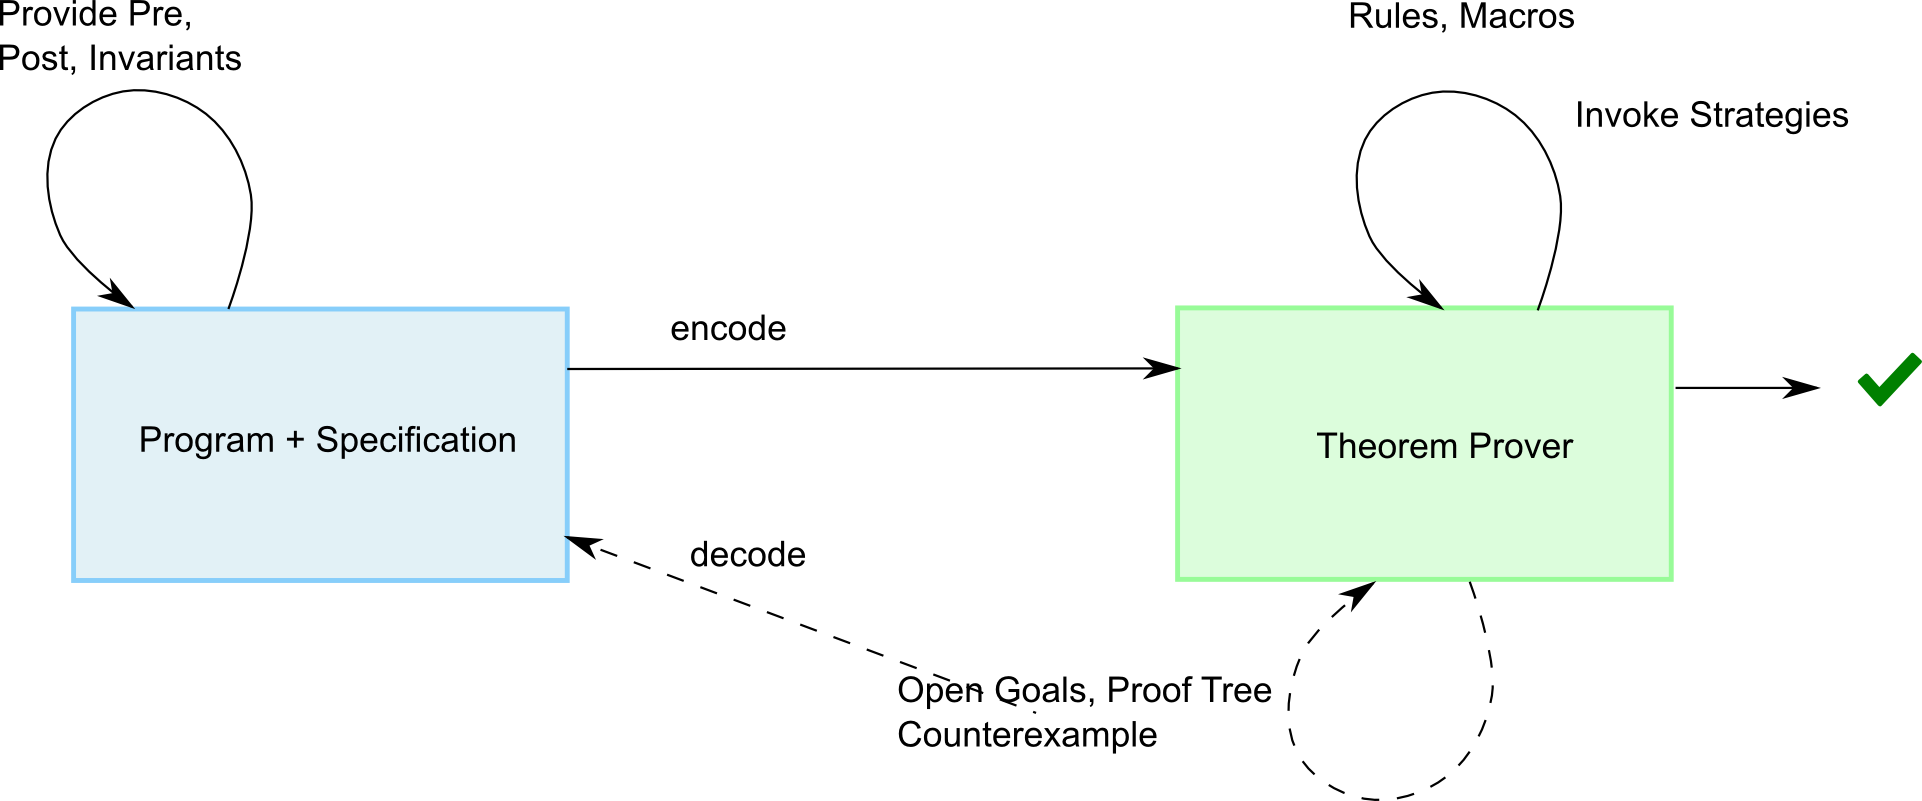 Provide Pre,
Post, Invariants
Rules, Macros
Invoke Strategies
encode
Program + Specification
Theorem Prover
decode
Open Goals, Proof Tree
Counterexample